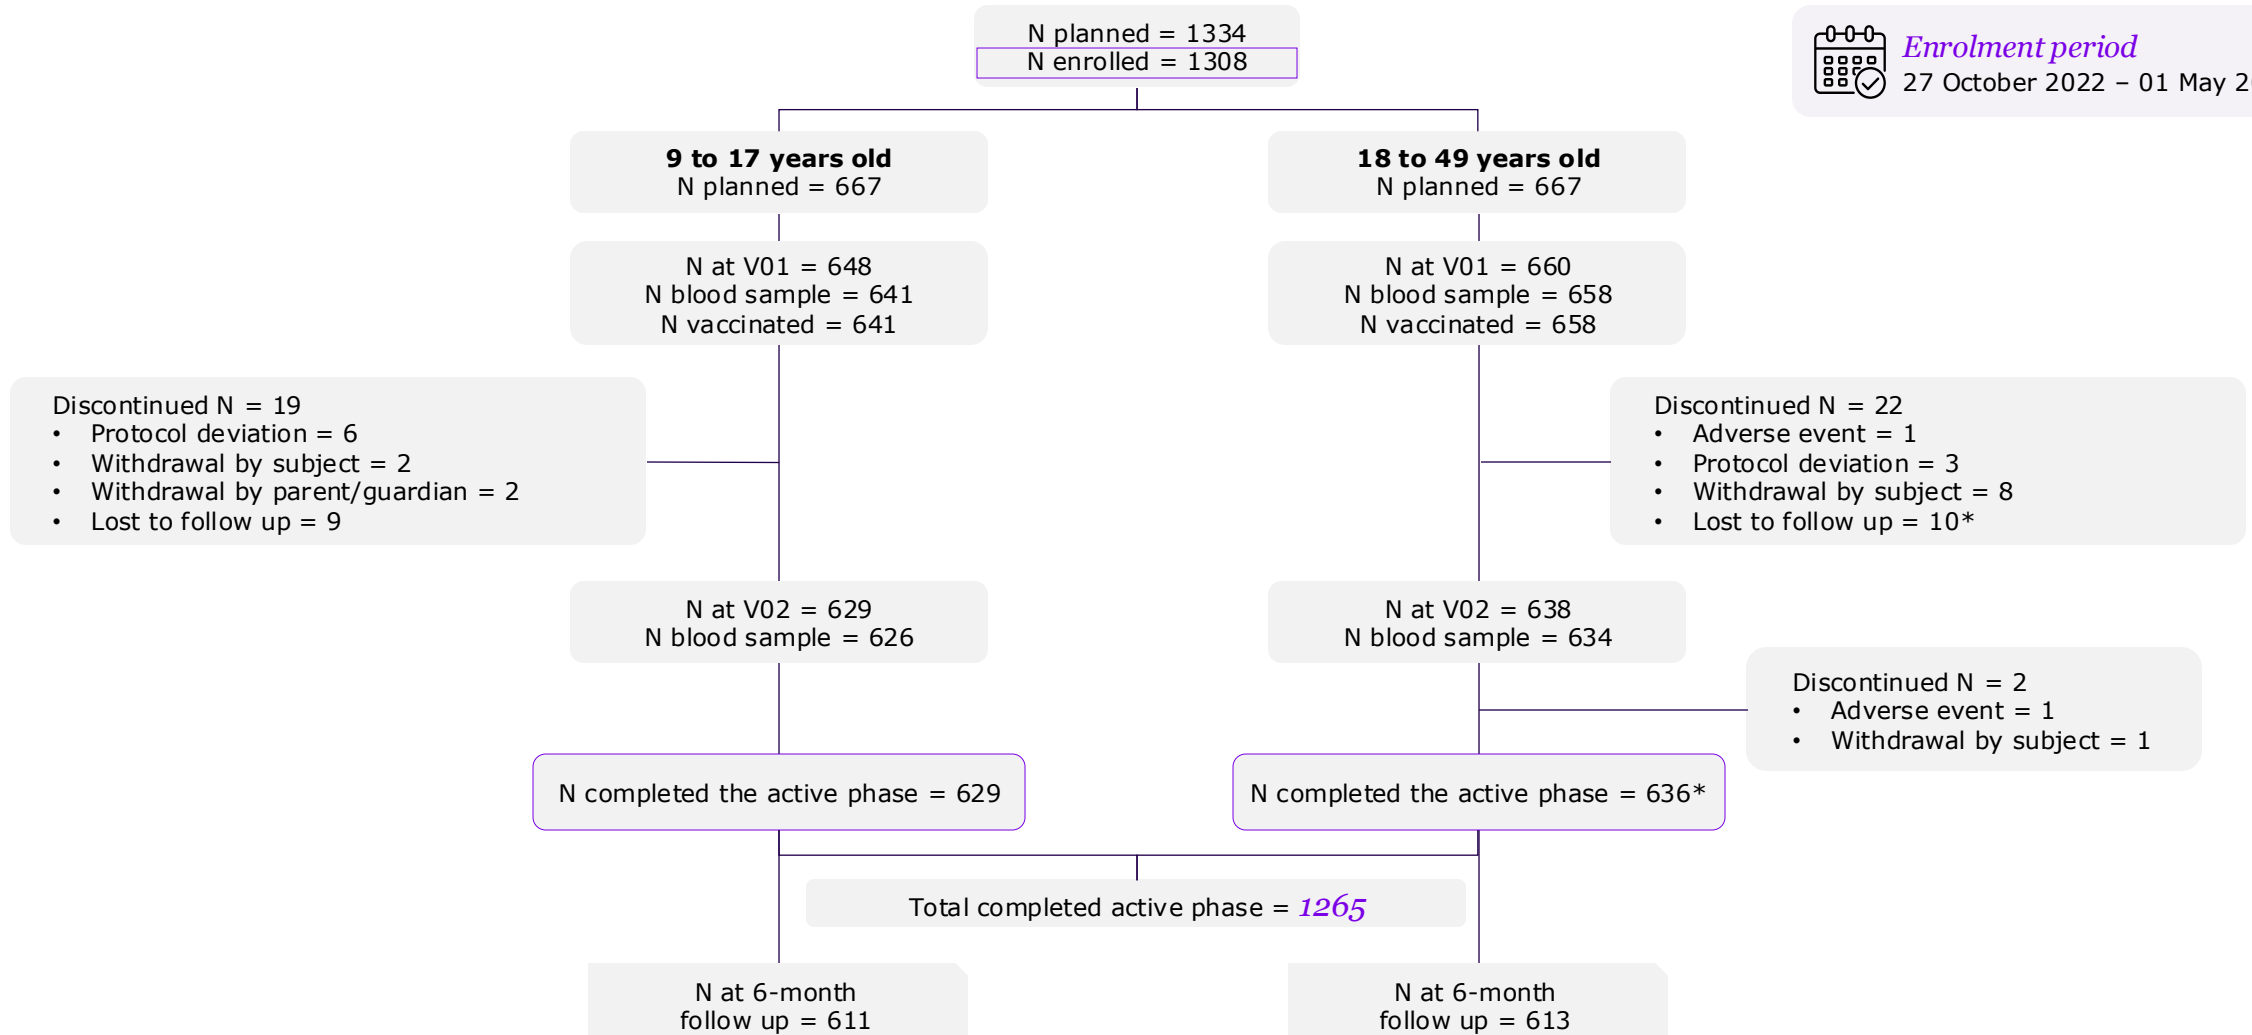 N planned = 1334
N enrolled = 1308
Enrolment period
27 October 2022 – 01 May
9 to 17 years old
N planned = 667
18 to 49 years old
N planned = 667
N at V01 = 648
N blood sample = 641
N vaccinated = 641
N at V01 = 660
N blood sample = 658
N vaccinated = 658
Discontinued N = 19
• Protocol deviation = 6
• Withdrawal by subject = 2
• Withdrawal by parent/guardian = 2
• Lost to follow up = 9
Discontinued N = 22
• Adverse event = 1
• Protocol deviation = 3
• Withdrawal by subject = 8
• Lost to follow up = 10*
N at V02 = 629
N blood sample = 626
N at V02 = 638
N blood sample = 634
Discontinued N = 2
• Adverse event = 1
• Withdrawal by subject = 1
N completed the active phase = 629
N completed the active phase = 636*
Total completed active phase = 1265
N at 6-month
follow up = 611
N at 6-month
follow up = 613